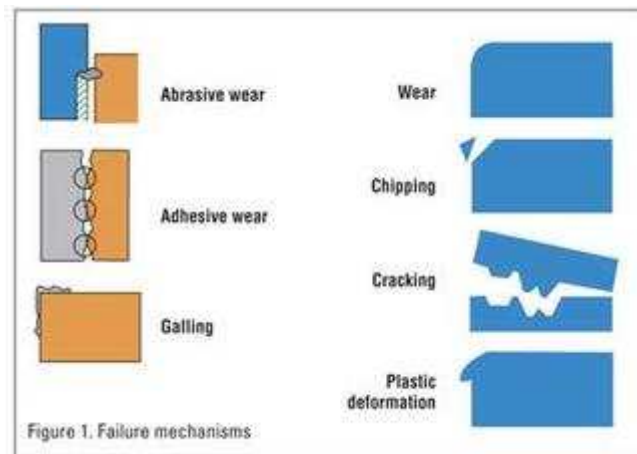 Abrasive wear
Adhesive wear
Galling
Wear
Chipping
Cracking
Plastic
deformation
Figure 1. Failure mechanisms